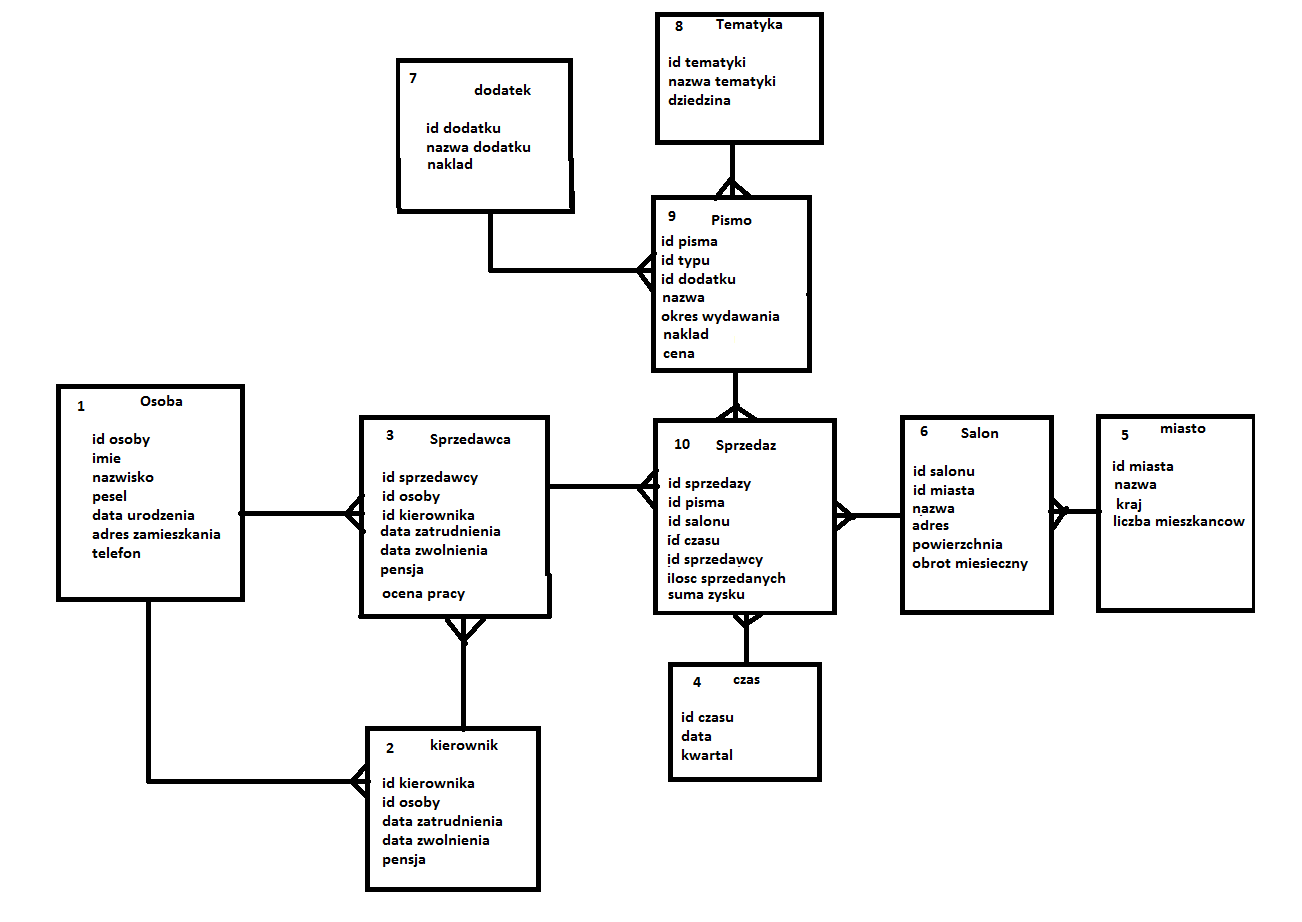 8 Tematyka
id tematyki
nazwa tematyki
dziedzina
7
dodatek
id dodatku
nazwa dodatku
naklad
9 Pismo
id pisma
id typu
id dodatku
nazwa
okres wydawania
naklad
cena
1 Osoba
id osoby
imie
nazwisko
pesel
data urodzenia
adres zamieszkania
telefon
3 Sprzedawca
id sprzedawcy
id osoby
id kierownika
data zatrudnienia
data zwolnienia
pensja
ocena pracy
10 Sprzedaz
id sprzedazy
id pisma
id salonu
id czasu
id sprzedawcy
ilosc sprzedanych
suma zysku
6 Salon
id salonu
id miasta
nazwa
adres
powierzchnia
obrot miesieczny
5 miasto
id miasta
nazwa
kraj
liczba mieszkancow
2 kierownik
id kierownika
id osoby
data zatrudnienia
data zwolnienia
pensja
4 czas
id czasu
data
kwartal